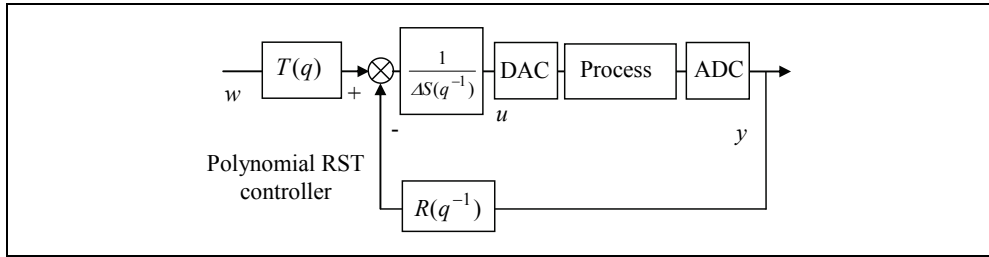 w
T(q)
+
-
1
ΔS(q⁻¹)
u
DAC
Process
ADC
y
Polynomial RST
controller
R(q⁻¹)